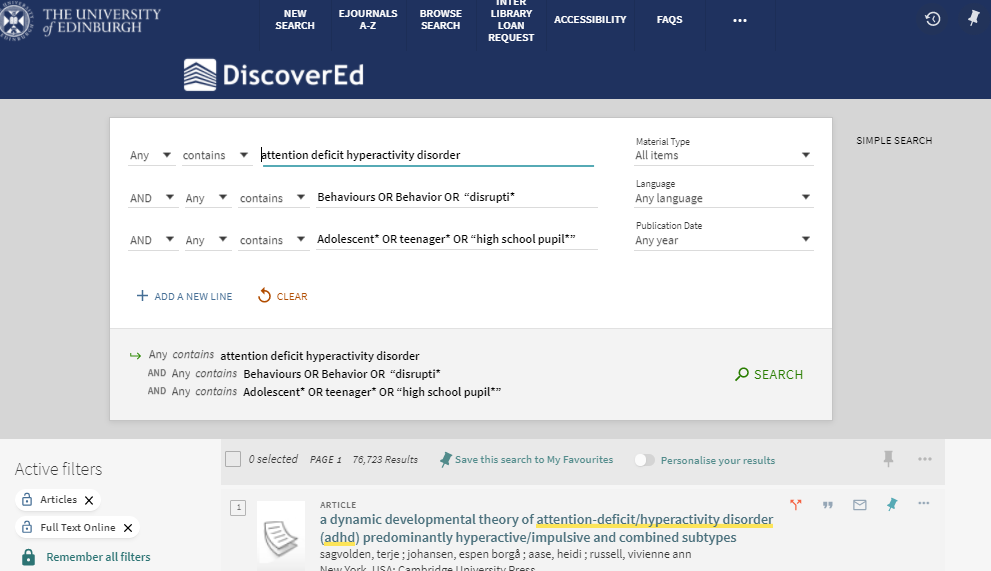 THE UNIVERSITY
of EDINBURGH
NEW
SEARCH
EJOURNALS
A-Z
BROWSE
SEARCH
INTER
LIBRARY
LOAN
REQUEST
ACCESSIBILITY
FAQS
DiscoverEd
SIMPLE SEARCH
Any contains attention deficit hyperactivity disorder
AND Any contains Behaviours OR Behavior OR “disrupti*
AND Any contains Adolescent* OR teenager* OR “high school pupil*”
Material Type
All items
Language
Any language
Publication Date
Any year
+ ADD A NEW LINE CLEAR
Any contains attention deficit hyperactivity disorder
AND Any contains Behaviours OR Behavior OR “disrupti*
AND Any contains Adolescent* OR teenager* OR “high school pupil*”
SEARCH
Active filters
Articles X
Full Text Online X
Remember all filters
0 selected PAGE 1 76,723 Results Save this search to My Favourites Personalise your results
1
ARTICLE
a dynamic developmental theory of attention-deficit/hyperactivity disorder
(adhd) predominantly hyperactive/impulsive and combined subtypes
sagvolden, terje ; johansen, espen borgå ; aase, heidi ; russell, vivienne ann
New York, USA: Cambridge University Press